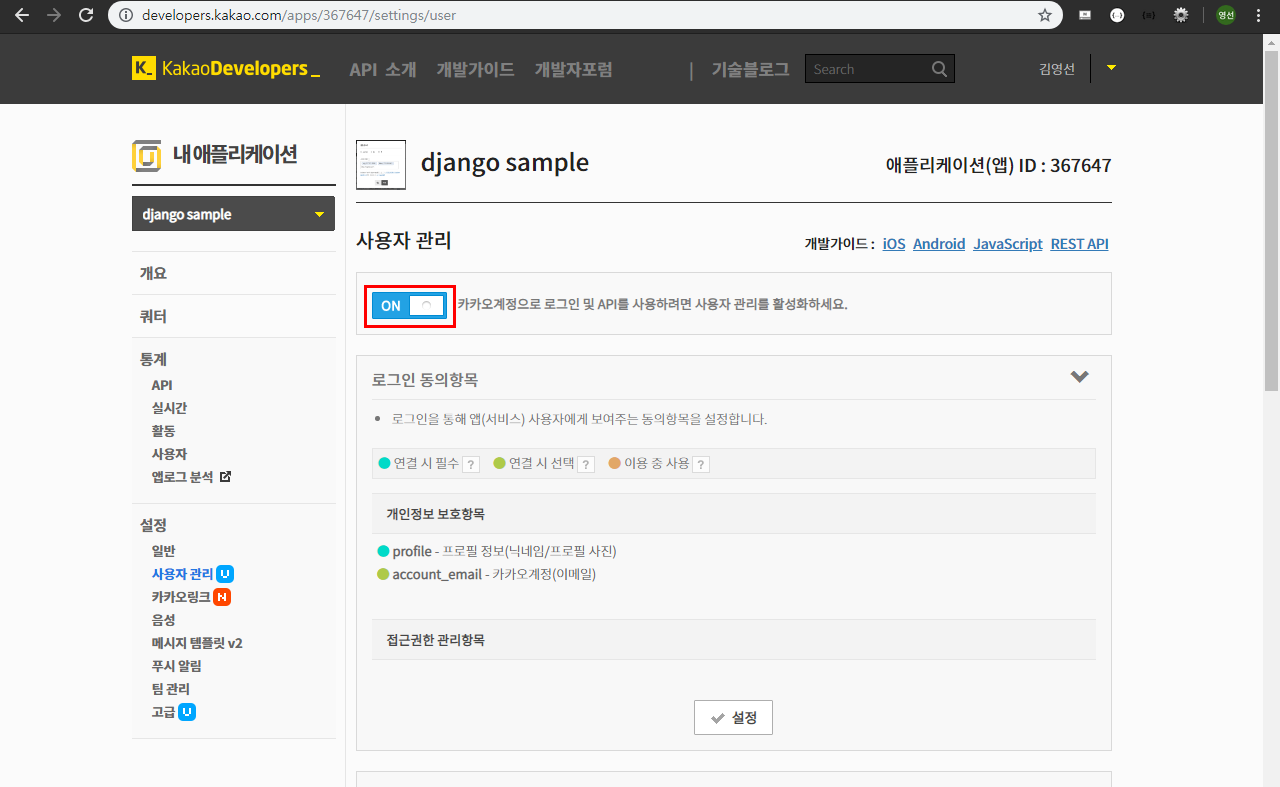 developers.kakao.com/apps/367647/settings/user
영선
K_ KakaoDevelopers_
API 소개 개발가이드 개발자포럼 | 기술블로그 Search 김영선
내 애플리케이션
django sample
개요
쿼터
통계
API
실시간
활동
사용자
앱로그 분석
설정
일반
사용자 관리 U
카카오링크 N
음성
메시지 템플릿 v2
푸시 알림
팀 관리
고급 U
django sample
애플리케이션(앱) ID : 367647
사용자 관리
개발가이드 : iOS Android JavaScript REST API
ON 카카오계정으로 로그인 및 API를 사용하려면 사용자 관리를 활성화하세요.
로그인 동의항목
로그인을 통해 앱(서비스) 사용자에게 보여주는 동의항목을 설정합니다.
연결 시 필수 ? 연결 시 선택 ? 이용 중 사용 ?
개인정보 보호항목
profile - 프로필 정보(닉네임/프로필 사진)
account_email - 카카오계정(이메일)
접근권한 관리항목
설정